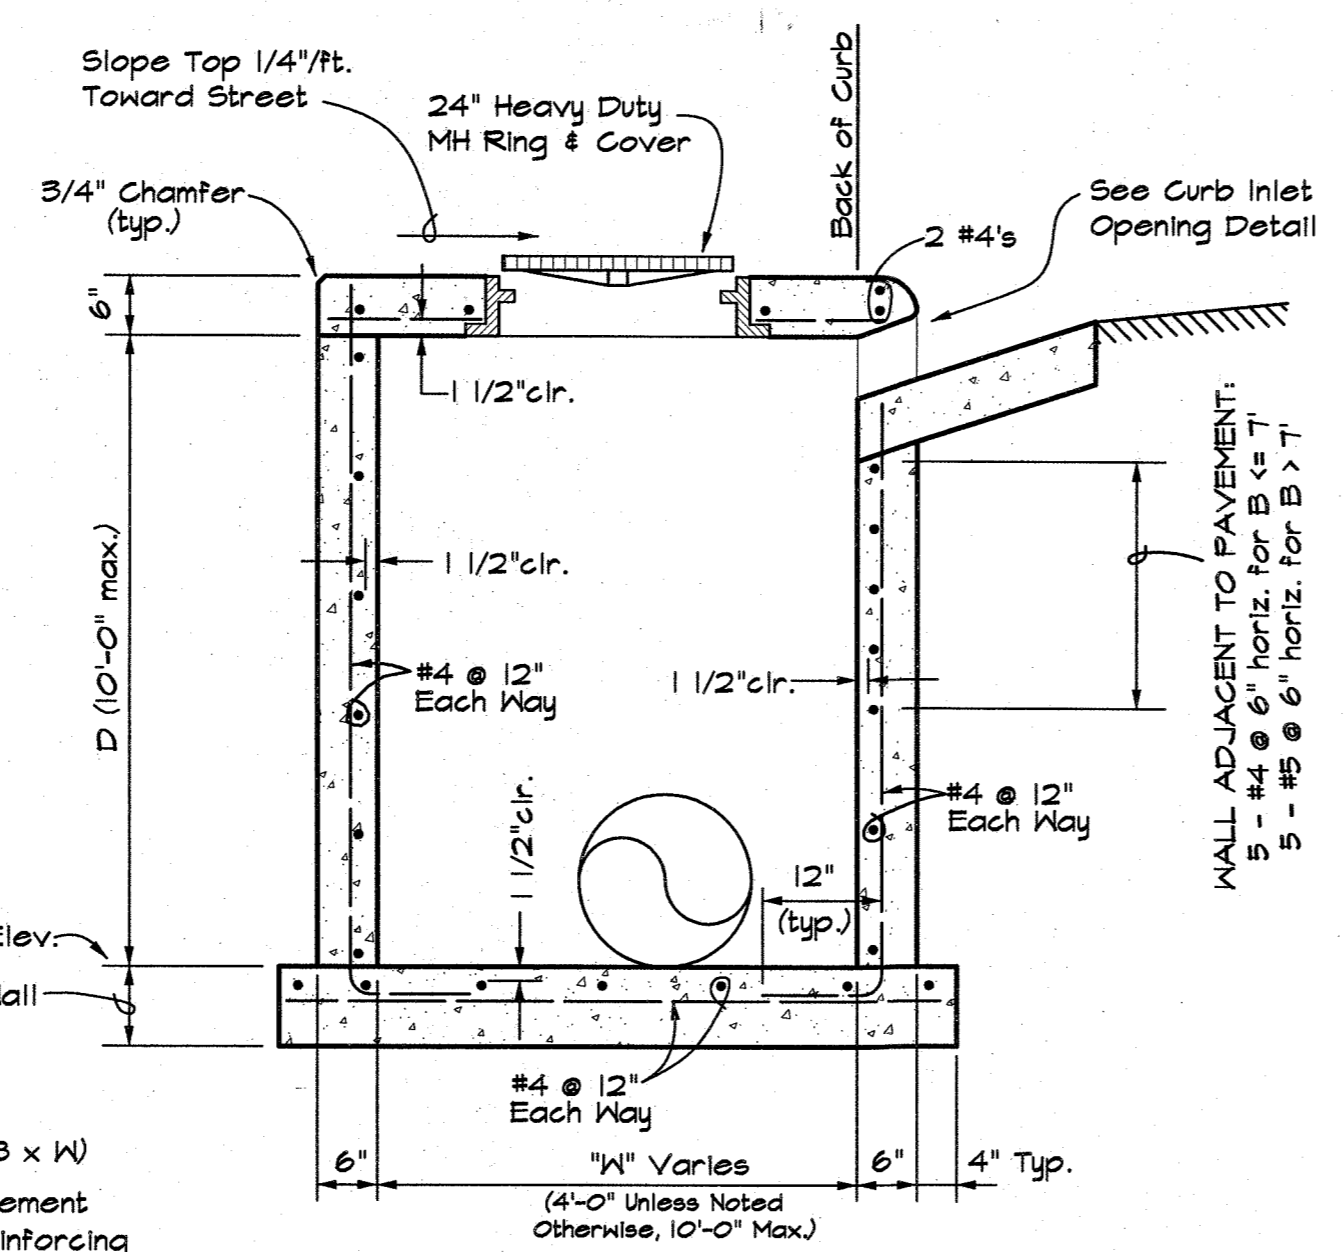 Slope Top 1/4"/ft.
Toward Street
24" Heavy Duty
MH Ring & Cover
Back of Curb
3/4" Chamfer
(typ.)
See Curb Inlet
Opening Detail
2 #4's
6"
1 1/2"clr.
D (10'-0" max.)
1 1/2"clr.
#4 @ 12"
Each Way
1 1/2"clr.
WALL ADJACENT TO PAVEMENT:
5 - #4 @ 6" horiz. for B <= 7'
5 - #5 @ 6" horiz. for B > 7'
#4 @ 12"
Each Way
1 1/2"clr.
12"
(typ.)
Elev.
#4 @ 12"
Each Way
x W)
6"
"W" Varies
6"
4" Typ.
(4'-0" Unless Noted
Otherwise, 10'-0" Max.)